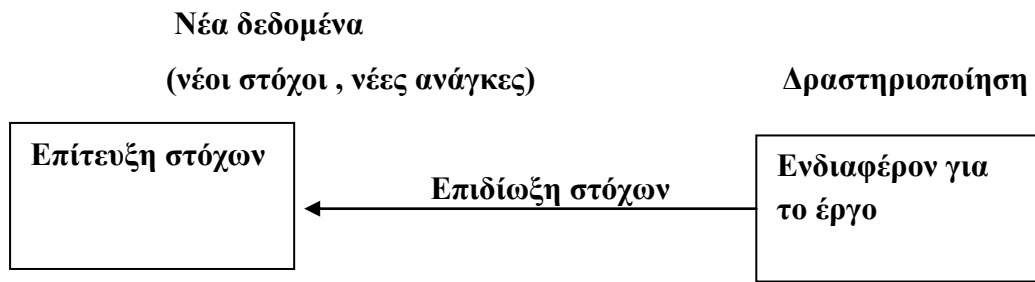 Νέα δεδομένα
(νέοι στόχοι , νέες ανάγκες)
Δραστηριοποίηση
Επίτευξη στόχων
Επιδίωξη στόχων
Ενδιαφέρον για
το έργο